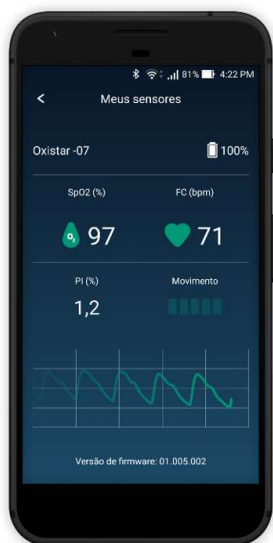 81% 4:22 PM
Meus sensores
Oxistar -07 100%
SpO2 (%) FC (bpm)
O₂ 97 71
PI (%) Movimento
1,2
Versão de firmware: 01.005.002